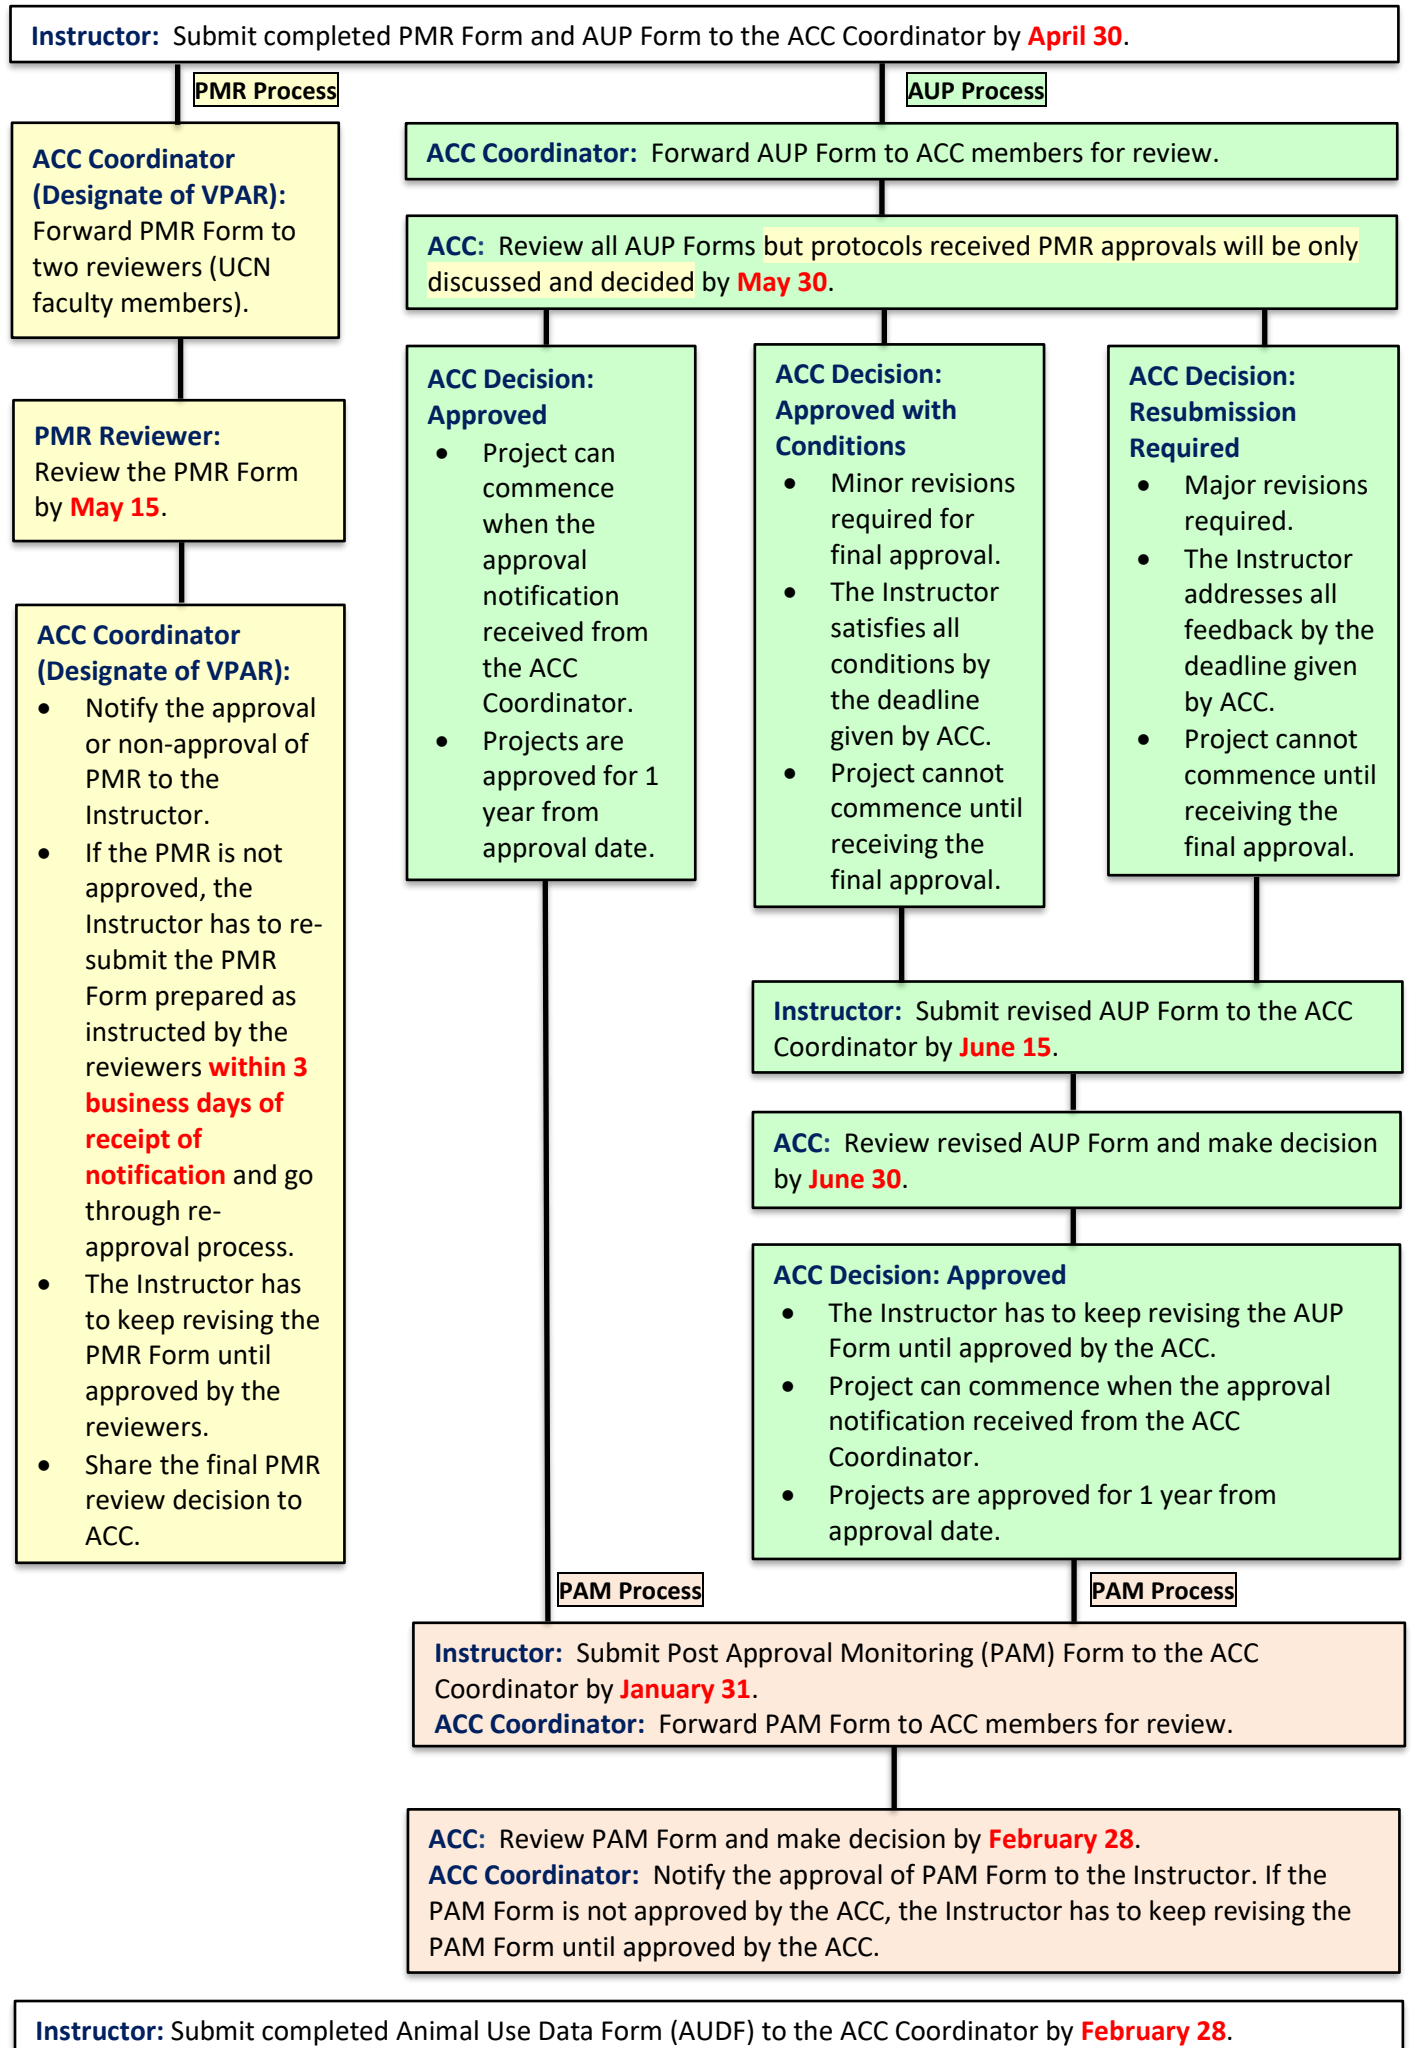 Instructor: Submit completed PMR Form and AUP Form to the ACC Coordinator by April 30.
PMR Process
ACC Coordinator
(Designate of VPAR):
Forward PMR Form to
two reviewers (UCN
faculty members).
PMR Reviewer:
Review the PMR Form
by May 15.
ACC Coordinator
(Designate of VPAR):
• Notify the approval
or non-approval of
PMR to the
Instructor.
• If the PMR is not
approved, the
Instructor has to re-
submit the PMR
Form prepared as
instructed by the
reviewers within 3
business days of
receipt of
notification and go
through re-
approval process.
• The Instructor has
to keep revising the
PMR Form until
approved by the
reviewers.
• Share the final PMR
review decision to
ACC.
AUP Process
ACC Coordinator: Forward AUP Form to ACC members for review.
ACC: Review all AUP Forms but protocols received PMR approvals will be only
discussed and decided by May 30.
ACC Decision:
Approved
• Project can
commence
when the
approval
notification
received from
the ACC
Coordinator.
• Projects are
approved for 1
year from
approval date.
ACC Decision:
Approved with
Conditions
• Minor revisions
required for
final approval.
• The Instructor
satisfies all
conditions by
the deadline
given by ACC.
• Project cannot
commence until
receiving the
final approval.
ACC Decision:
Resubmission
Required
• Major revisions
required.
• The Instructor
addresses all
feedback by the
deadline given
by ACC.
• Project cannot
commence until
receiving the
final approval.
Instructor: Submit revised AUP Form to the ACC
Coordinator by June 15.
ACC: Review revised AUP Form and make decision
by June 30.
ACC Decision: Approved
• The Instructor has to keep revising the AUP
Form until approved by the ACC.
• Project can commence when the approval
notification received from the ACC
Coordinator.
• Projects are approved for 1 year from
approval date.
PAM Process
PAM Process
Instructor: Submit Post Approval Monitoring (PAM) Form to the ACC
Coordinator by January 31.
ACC Coordinator: Forward PAM Form to ACC members for review.
ACC: Review PAM Form and make decision by February 28.
ACC Coordinator: Notify the approval of PAM Form to the Instructor. If the
PAM Form is not approved by the ACC, the Instructor has to keep revising the
PAM Form until approved by the ACC.
Instructor: Submit completed Animal Use Data Form (AUDF) to the ACC Coordinator by February 28.